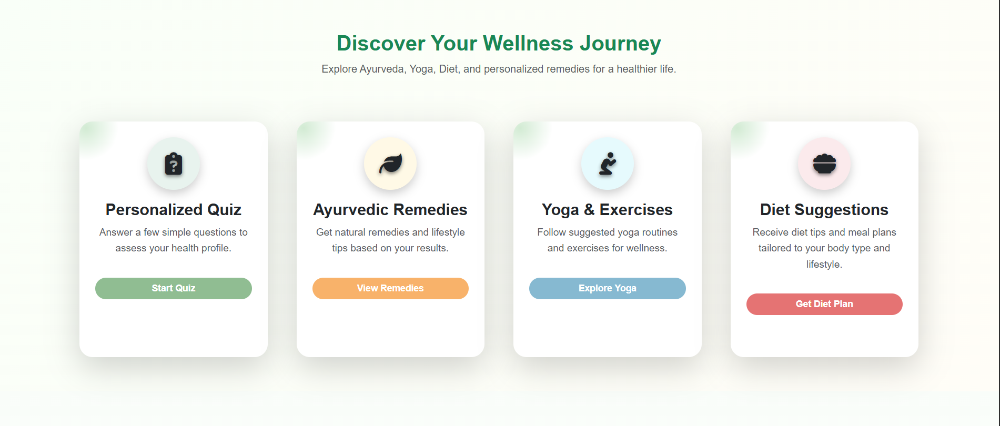 Discover Your Wellness Journey
Explore Ayurveda, Yoga, Diet, and personalized remedies for a healthier life.
?
Personalized Quiz
Answer a few simple questions to
assess your health profile.
Start Quiz
Ayurvedic Remedies
Get natural remedies and lifestyle
tips based on your results.
View Remedies
Yoga & Exercises
Follow suggested yoga routines
and exercises for wellness.
Explore Yoga
Diet Suggestions
Receive diet tips and meal plans
tailored to your body type and
lifestyle.
Get Diet Plan